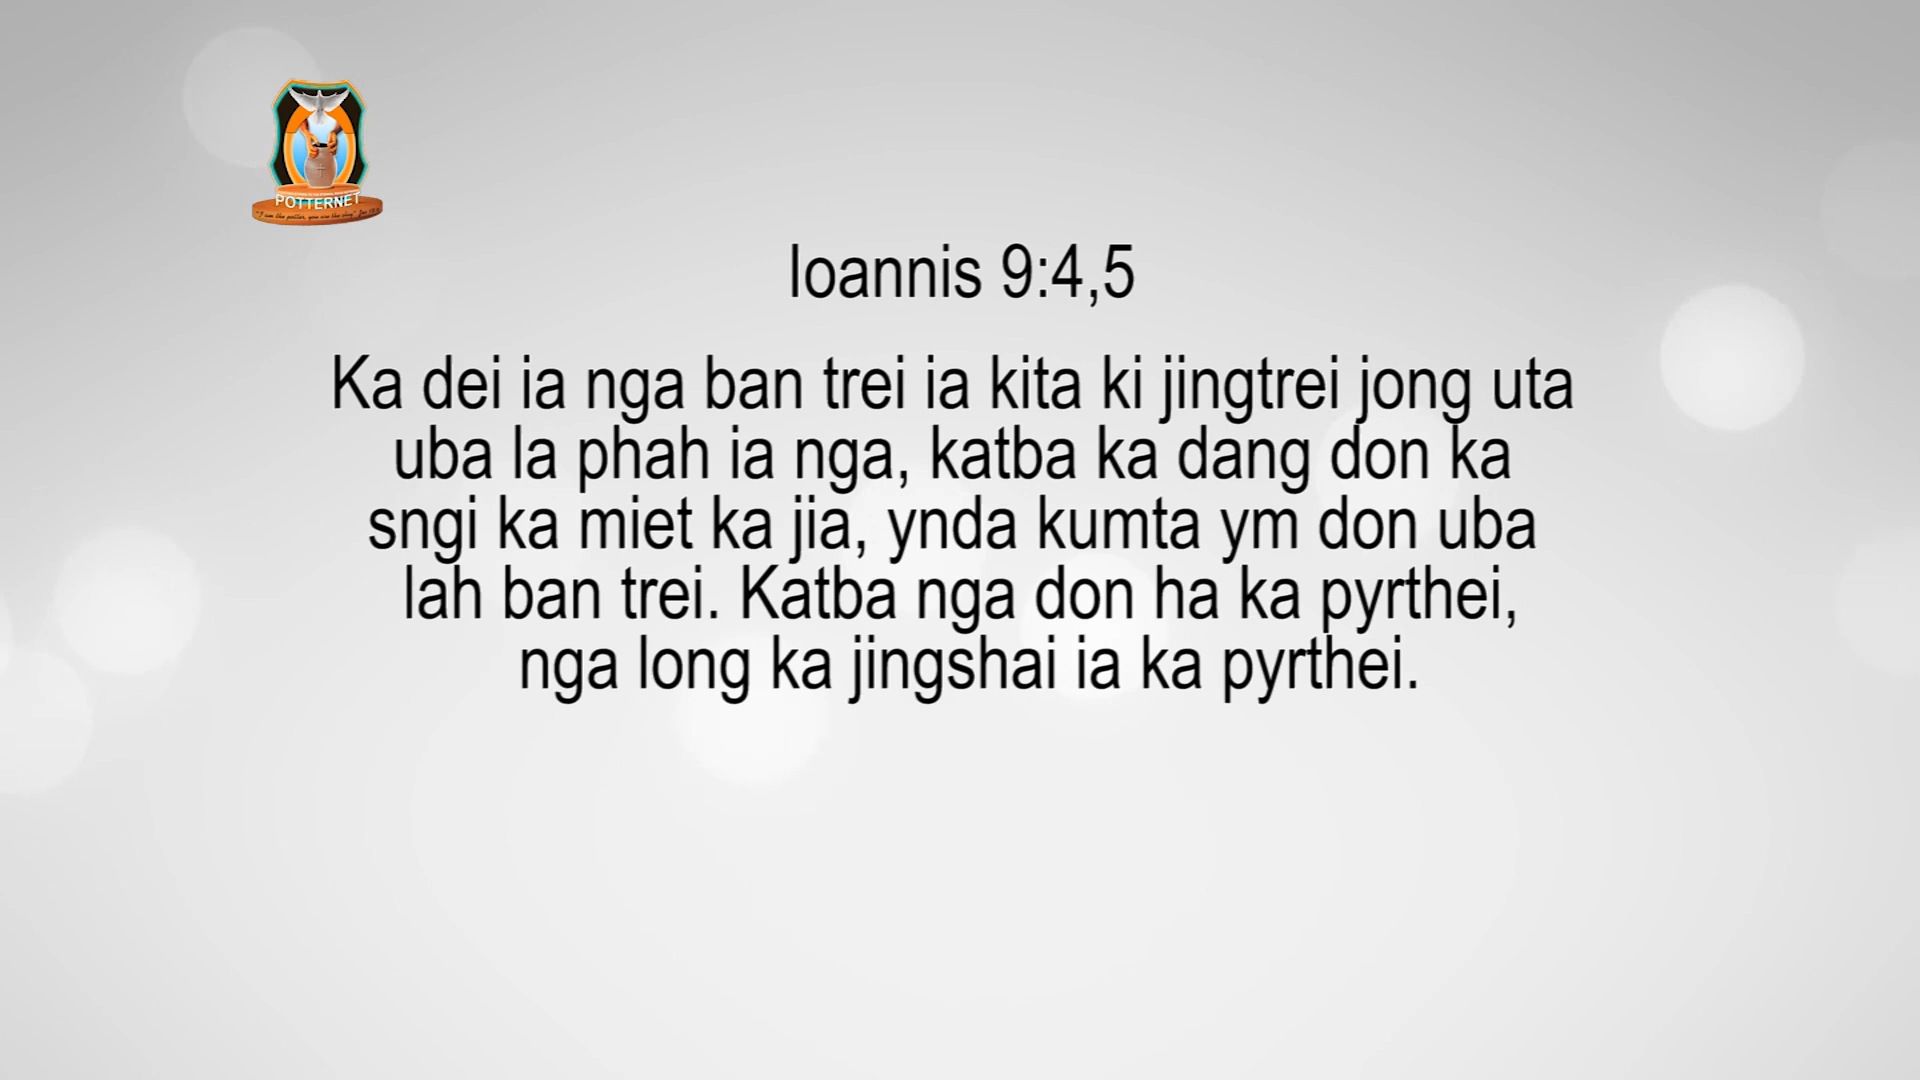 POTTERNET
Ioannis 9:4,5
Ka dei ia nga ban trei ia kita ki jingtrei jong uta
uba la phah ia nga, katba ka dang don ka
sngi ka miet ka jia, ynda kumta ym don uba
lah ban trei. Katba nga don ha ka pyrthei,
nga long ka jingshai ia ka pyrthei.